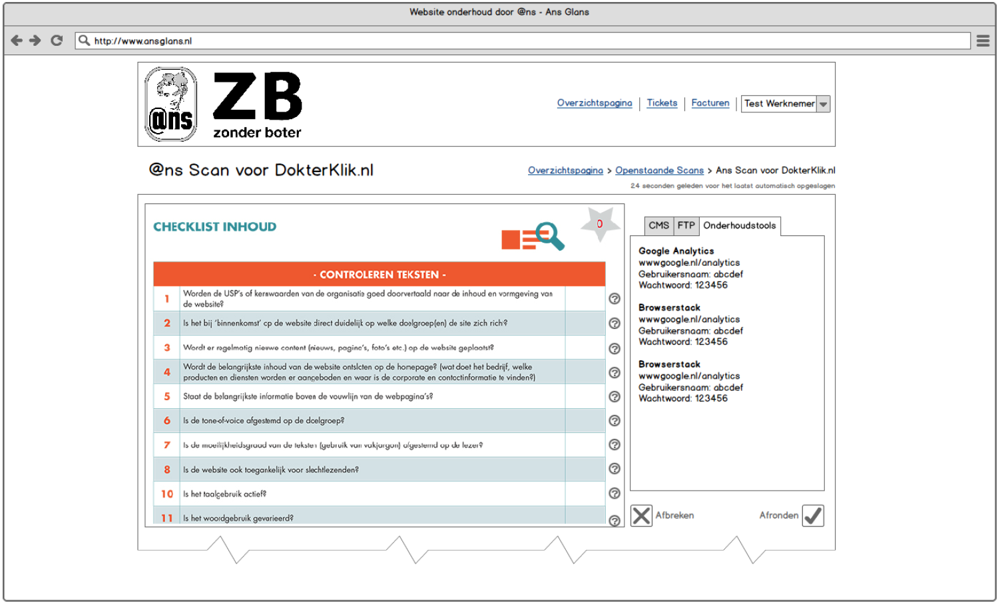 Website onderhoud door @ns - Ans Glans
http://www.ansglans.nl
@ns
ZB
zonder boter
Overzichtspagina
Tickets
Facturen
Test Werknemer
@ns Scan voor DokterKlik.nl
Overzichtspagina > Openstaande Scans > Ans Scan voor DokterKlik.nl
24 seconden geleden voor het laatst automatisch opgeslagen
CHECKLIST INHOUD
0
- CONTROLEREN TEKSTEN -
1 Worden de USP's of kernwaarden van de organisatie goed doorvertaald naar de inhoud en vormgeving van
de website?
2 Is het bij 'binnenkomst' op de website direct duidelijk op welke doelgroep(en) de site zich richt?
3 Wordt er regelmatig nieuwe content (nieuws, pagina's, foto's etc.) op de website geplaatst?
4 Wordt de belangrijkste inhoud van de website ontsloten op de homepage? (wat doet het bedrijf, welke
producten en diensten worden er aangeboden en waar is de corporate en contactinformatie te vinden?)
5 Staat de belangrijkste informatie boven de vouwlijn van de webpagina's?
6 Is de tone-of-voice afgestemd op de doelgroep?
7 Is de moeilijkheidsgraad van de teksten (gebruik van vakjargon) afgestemd op de lezer?
8 Is de website ook toegankelijk voor slechtlezenden?
10 Is het taalgebruik actief?
11 Is het woordgebruik gevarieerd?
CMS
FTP
Onderhoudstools
Google Analytics
www.google.nl/analytics
Gebruikersnaam: abcdef
Wachtwoord: 123456
Browserstack
www.google.nl/analytics
Gebruikersnaam: abcdef
Wachtwoord: 123456
Browserstack
www.google.nl/analytics
Gebruikersnaam: abcdef
Wachtwoord: 123456
Afbreken
Afronden